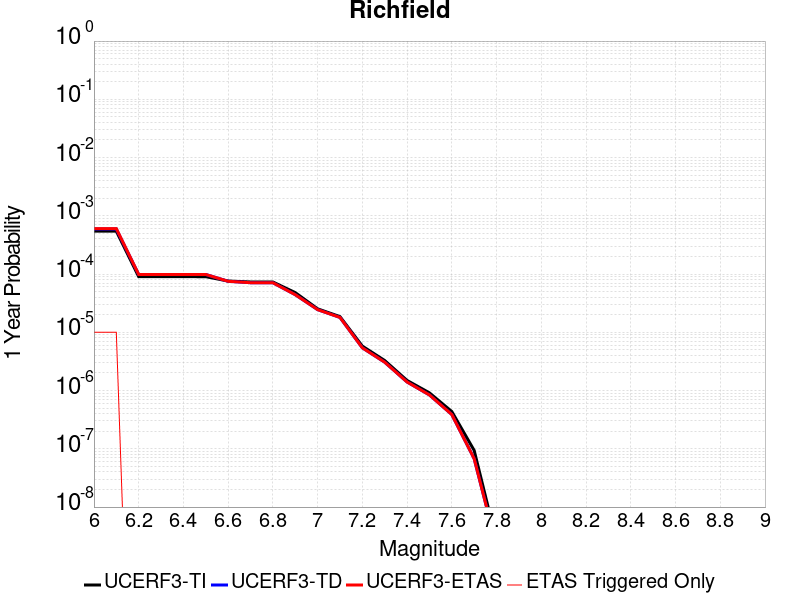 Richfield
10^0
10^-1
10^-2
10^-3
10^-4
10^-5
10^-6
10^-7
10^-8
1 Year Probability
6 6.2 6.4 6.6 6.8 7 7.2 7.4 7.6 7.8 8 8.2 8.4 8.6 8.8 9
Magnitude
UCERF3-TI UCERF3-TD UCERF3-ETAS ETAS Triggered Only